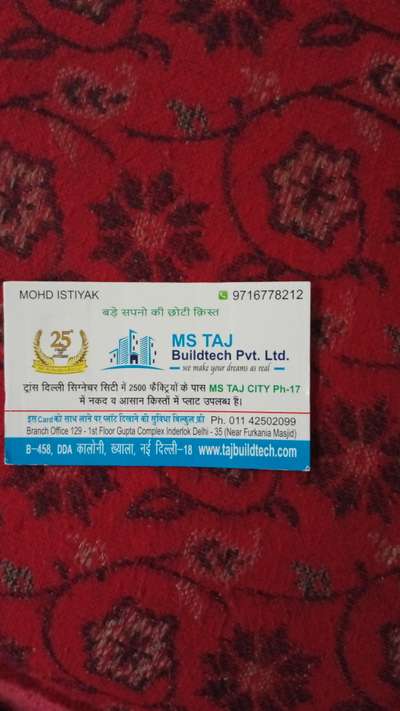 MOHD ISTIYAK
9716778212
बड़े सपनो की छोटी क़िस्त
25
MS TAJ
Buildtech Pvt. Ltd.
we make your dreams as real
ट्रांस दिल्ली सिग्नेचर सिटी में 2500 फैक्ट्रियों के पास MS TAJ CITY Ph-17
में नकद व आसान किस्तों में प्लाट उपलब्ध है।
इस Card को साथ लाने पर प्लॉट दिखाने की सुविधा बिल्कुल फ्री Ph. 011 42502099
Branch Office 129 - 1st Floor Gupta Complex Inderlok Delhi - 35 (Near Furkania Masjid)
B-458, DDA कालोनी, ख्याला, नई दिल्ली-18 www.tajbuildtech.com